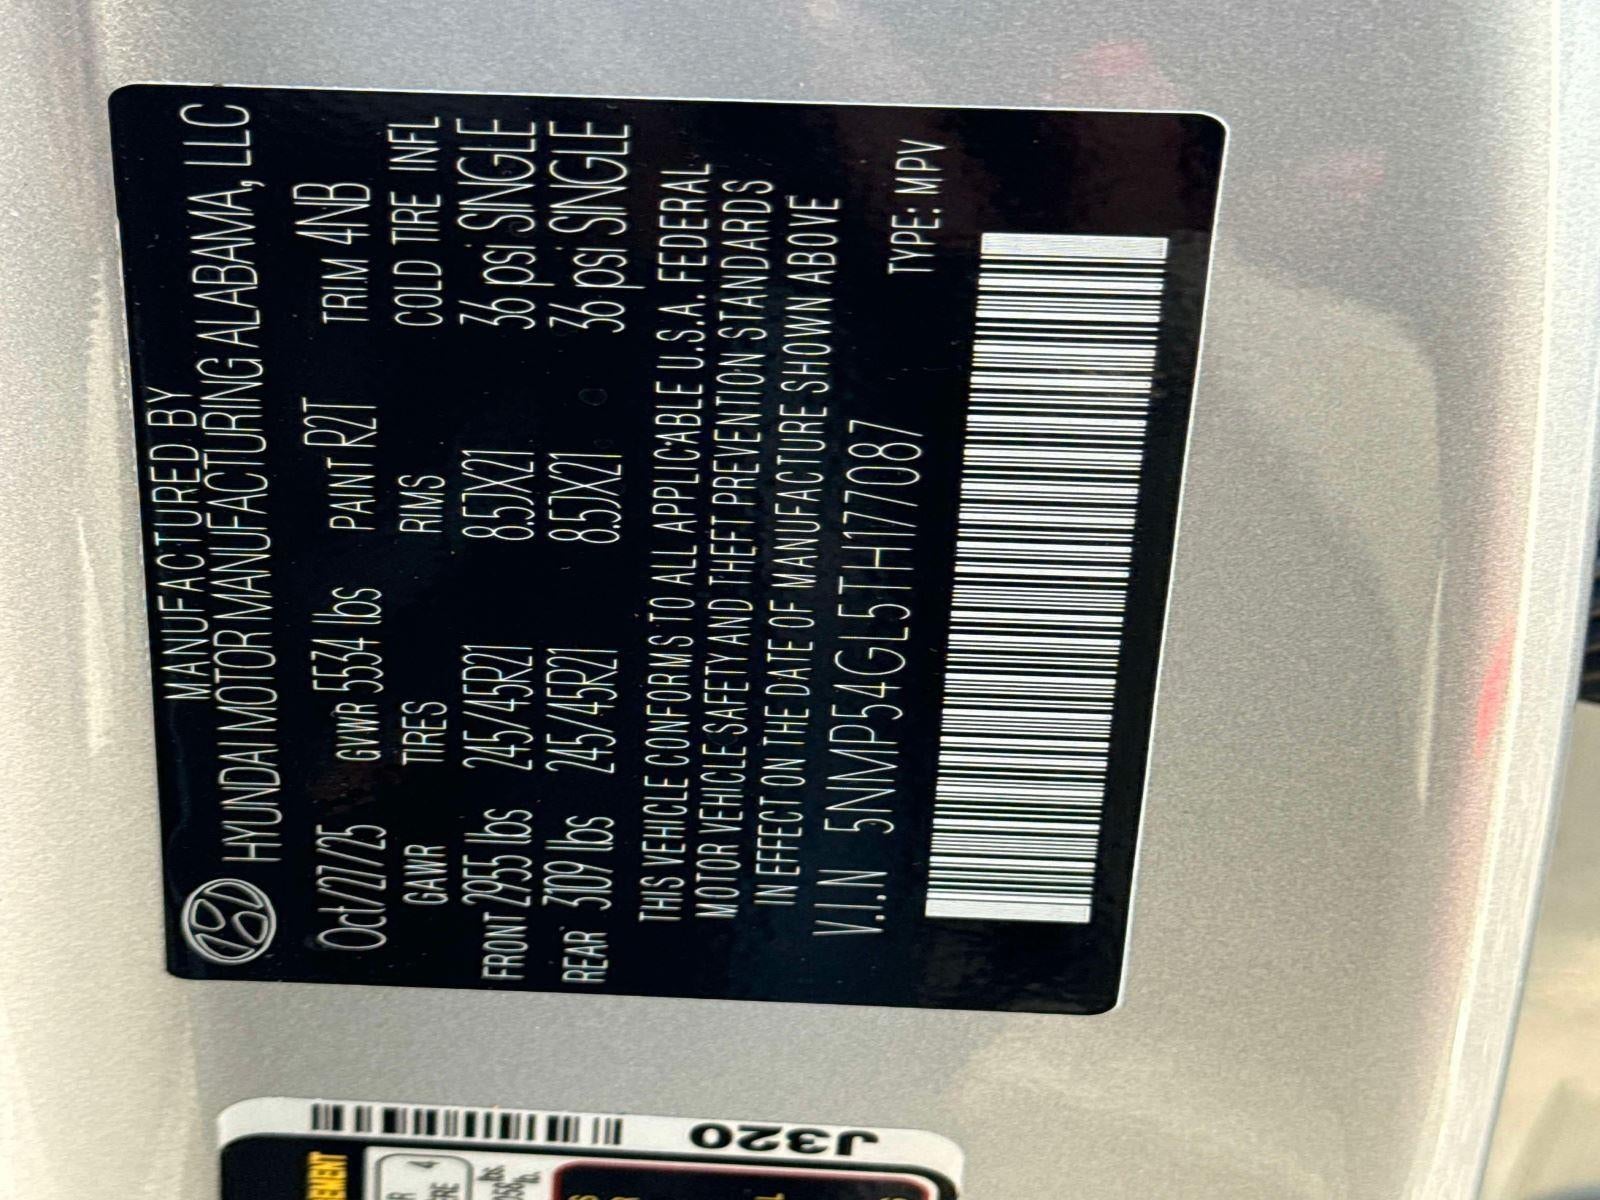 MANUFACTURED BY
HYUNDAI MOTOR MANUFACTURING ALABAMA, LLC
Oct/27/25 GVWR 5534 lbs PAINT R2T TRIM 4NB
GAWR TIRES RIMS COLD TIRE INFL
FRONT 2955 lbs 245/45R21 8.5JX21 36 psi SINGLE
REAR 3109 lbs 245/45R21 8.5JX21 36 psi SINGLE
THIS VEHICLE CONFORMS TO ALL APPLICABLE U.S.A. FEDERAL
MOTOR VEHICLE SAFETY AND THEFT PREVENTION STANDARDS
IN EFFECT ON THE DATE OF MANUFACTURE SHOWN ABOVE
V.I.N 5NMP54GL5TH177087
TYPE: MPV
J320